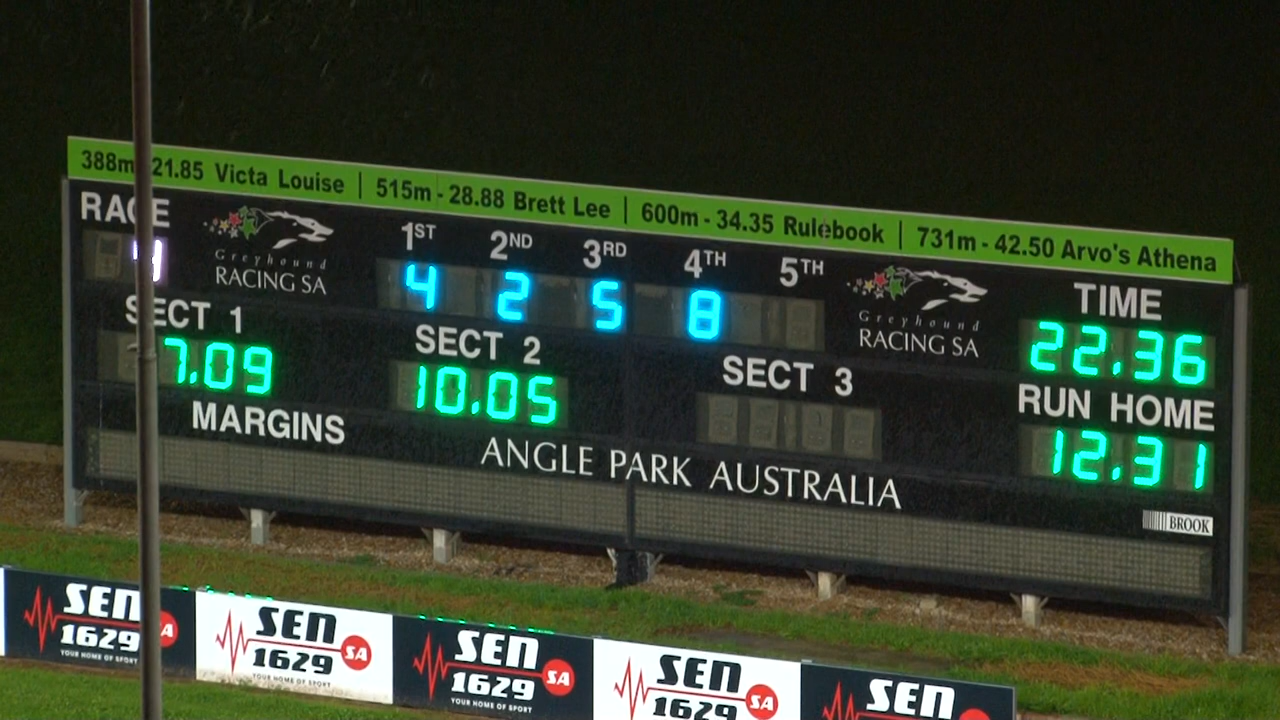 388m 21.85 Victa Louise | 515m - 28.88 Brett Lee | 600m - 34.35 Rulebook | 731m - 42.50 Arvo's Athena
RACE
4
Greyhound
RACING SA
1ST 2ND 3RD 4TH 5TH
4 2 5 8
Greyhound
RACING SA
TIME
22.36
SECT 1
7.09
SECT 2
10.05
SECT 3
RUN HOME
12.31
MARGINS
ANGLE PARK AUSTRALIA
BROOK
SEN
1629
YOUR HOME OF SPORT
SEN
1629
SA
YOUR HOME OF SPORT
SEN
1629
SA
YOUR HOME OF SPORT
SEN
1629
SA
SEN